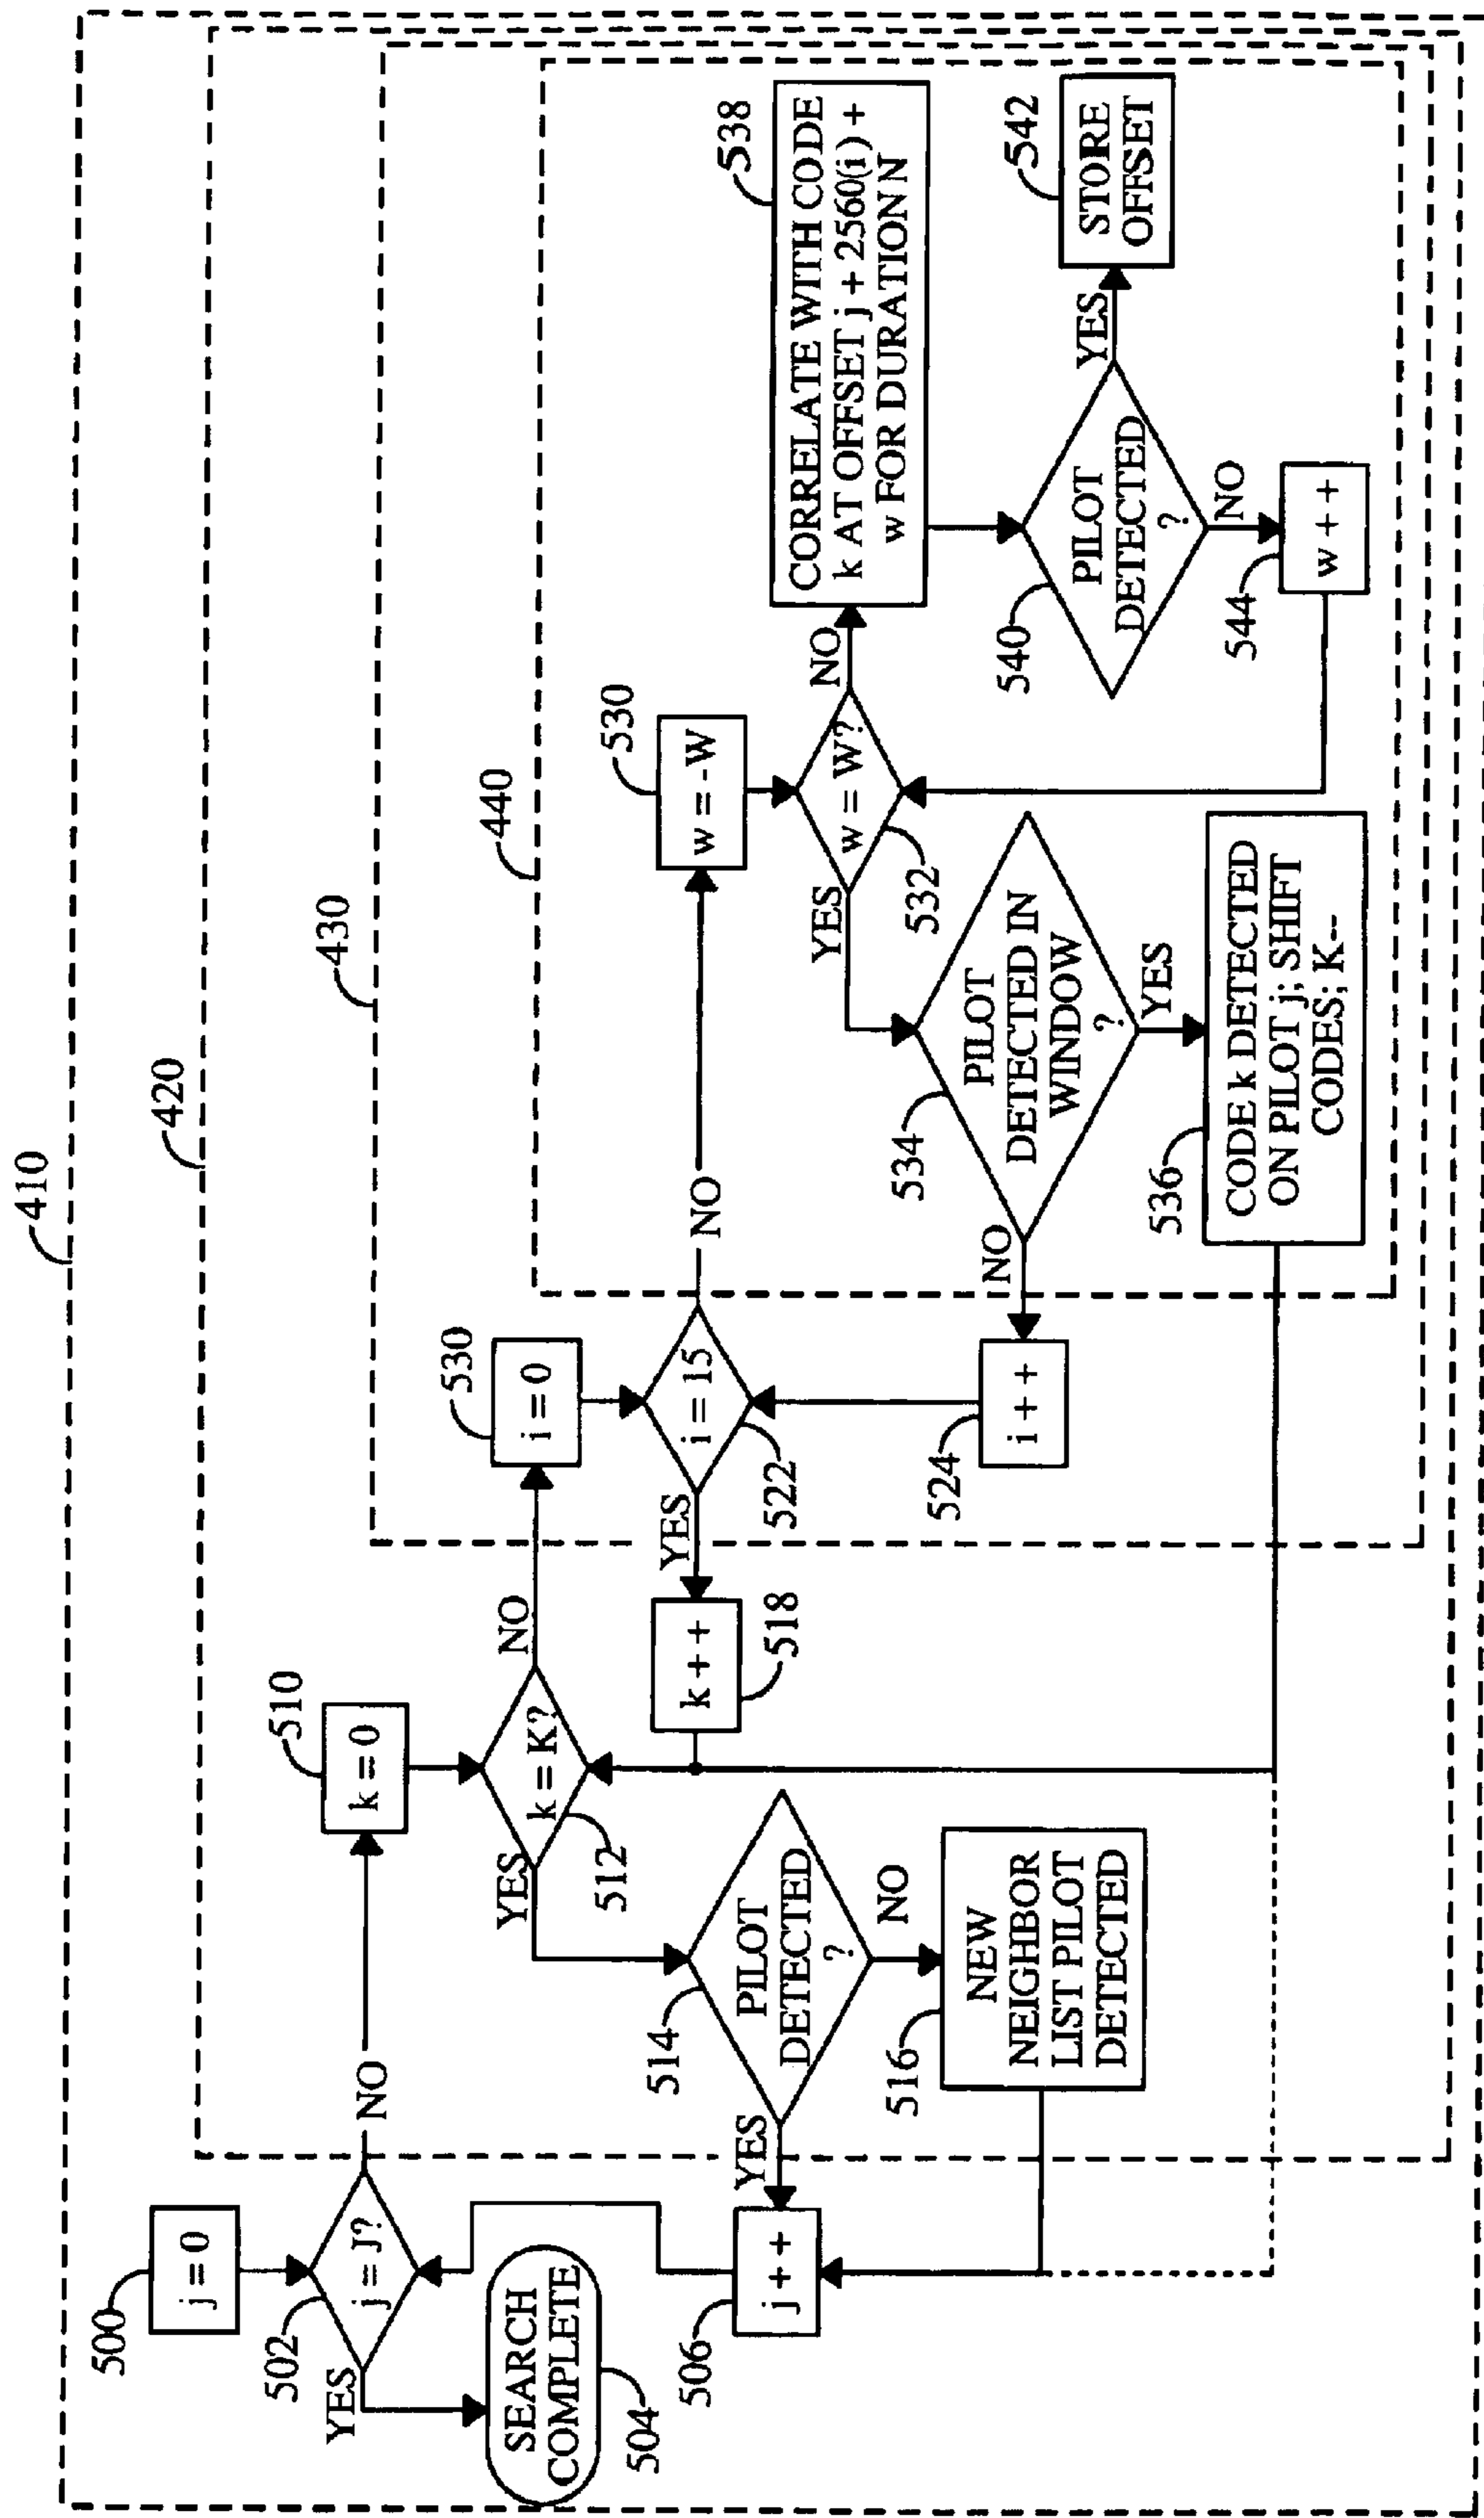 410
420
430
440
500
j = 0
502
j = J?
YES
NO
SEARCH
COMPLETE
504
506
j + +
510
k = 0
512
k = K?
YES
NO
514
PILOT
DETECTED
?
YES
NO
516
NEW
NEIGHBOR
LIST PILOT
DETECTED
k + +
518
530
i = 0
522
i = 15
YES
NO
524
i + +
530
w = -W
532
w = W?
YES
NO
534
PILOT
DETECTED IN
WINDOW
?
NO
YES
536
CODE k DETECTED
ON PILOT j; SHIFT
CODES; K--
538
CORRELATE WITH CODE
k AT OFFSET j + 2560(i) +
w FOR DURATION N
540
PILOT
DETECTED
?
YES
NO
542
STORE
OFFSET
544
w + +